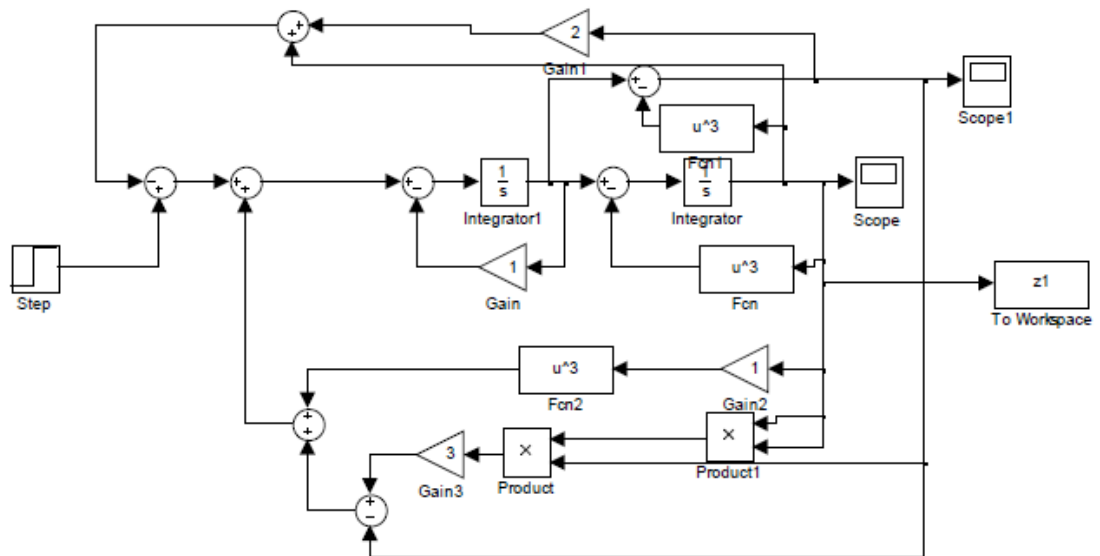 2
Gain1
Scope1
u^3
Fcn1
1
s
Integrator1
1
s
Integrator
Scope
Step
1
Gain
u^3
Fcn
z1
To Workspace
u^3
Fcn2
1
Gain2
3
Gain3
×
Product
×
Product1